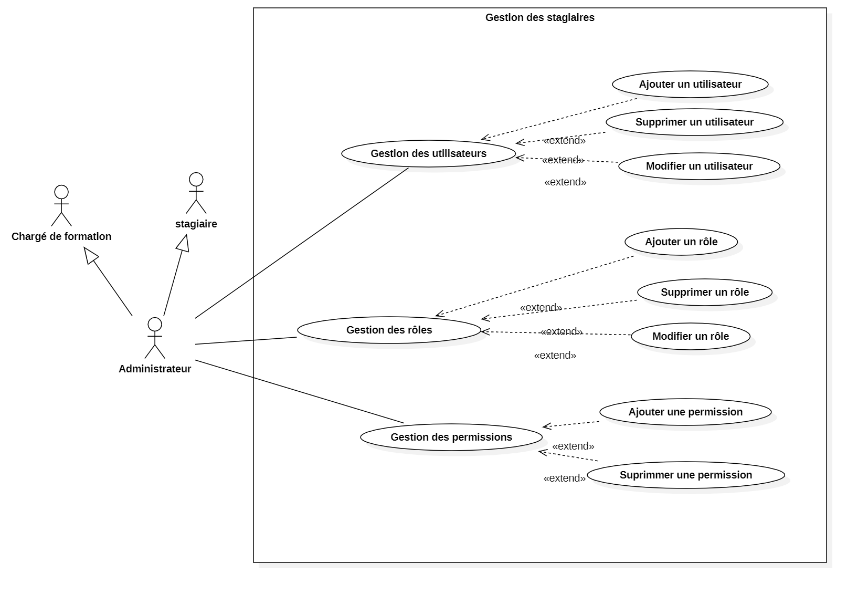 Gestion des stagiaires
Ajouter un utilisateur
Supprimer un utilisateur
«extend»
Gestion des utilisateurs
«extend»
Modifier un utilisateur
«extend»
stagiaire
Chargé de formation
Ajouter un rôle
Supprimer un rôle
«extend»
Gestion des rôles
«extend»
Modifier un rôle
«extend»
Administrateur
Ajouter une permission
Gestion des permissions
«extend»
Suprimmer une permission
«extend»